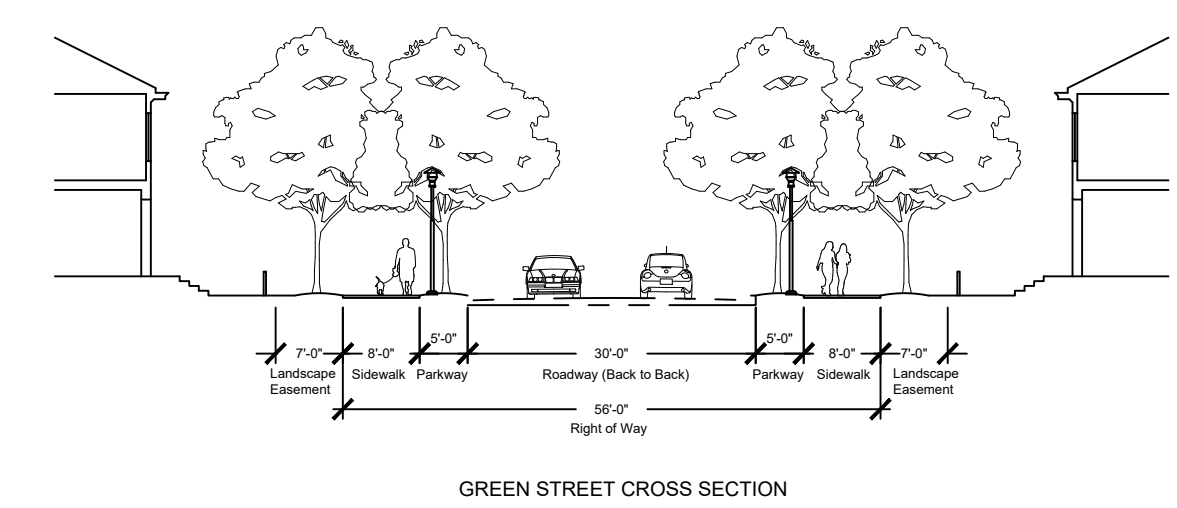 5'-0" 5'-0"
7'-0" 8'-0" 30'-0" 8'-0" 7'-0"
Landscape Sidewalk Parkway Roadway (Back to Back) Parkway Sidewalk Landscape
Easement Easement
56'-0"
Right of Way
GREEN STREET CROSS SECTION